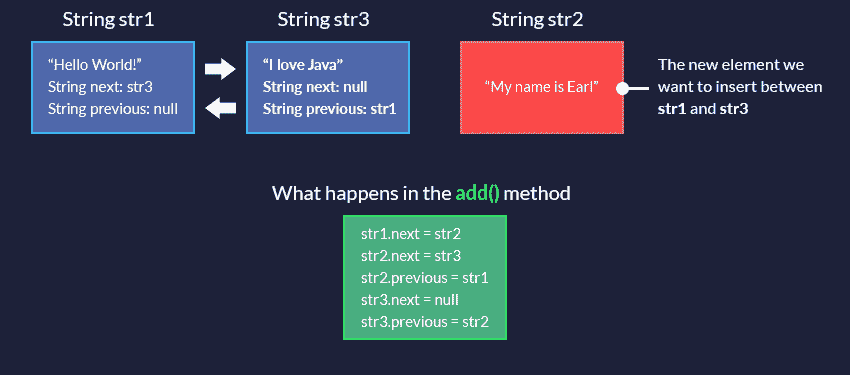 String str1
String str3
String str2
“Hello World!”
String next: str3
String previous: null
“I love Java”
String next: null
String previous: str1
“My name is Earl”
The new element we
want to insert between
str1 and str3
What happens in the add() method
str1.next = str2
str2.next = str3
str2.previous = str1
str3.next = null
str3.previous = str2